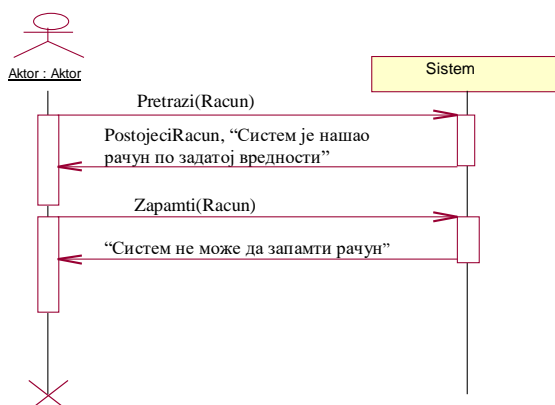 Aktor : Aktor
Sistem
Pretrazi(Racun)
PostojeciRacun, “Систем је нашао
рачун по задатој вредности”
Zapamti(Racun)
“Систем не може да запамти рачун”